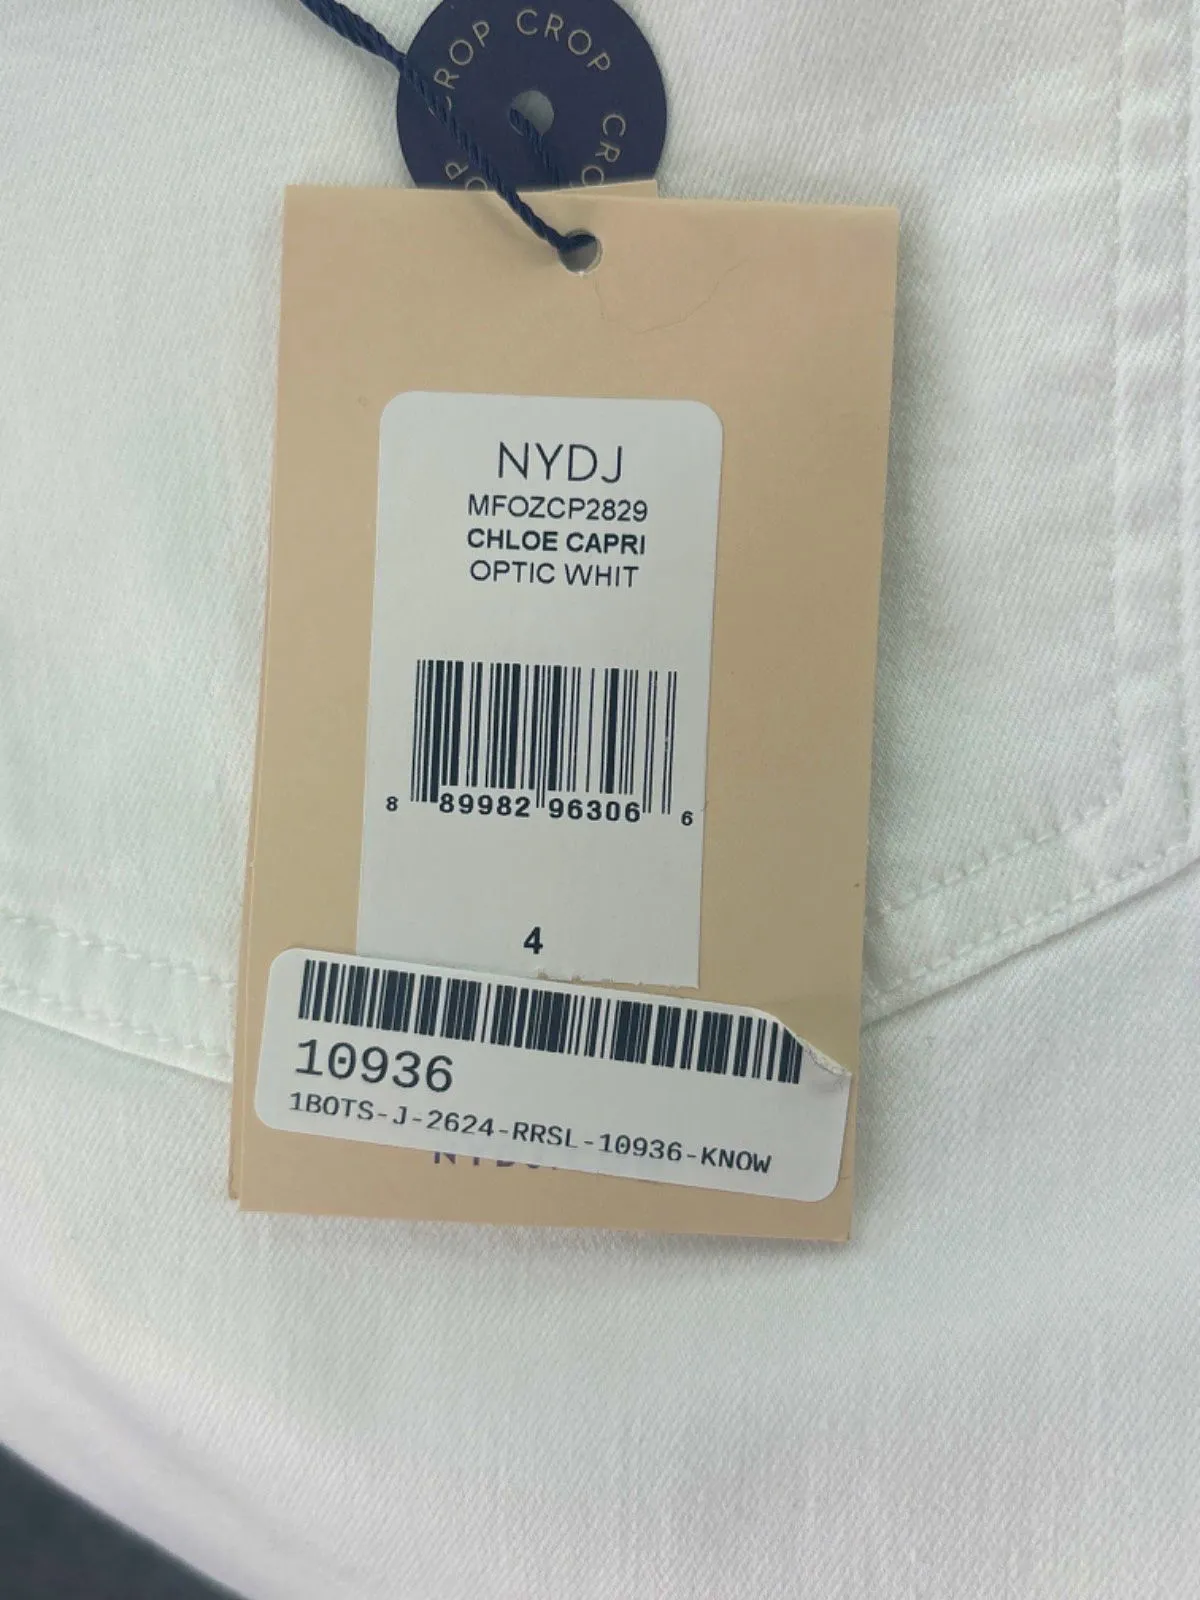 CROP CROP CRO
NYDJ
MFOZCP2829
CHLOE CAPRI
OPTIC WHIT
8 89982 96306 6
4
10936
1BOTS-J-2624-RRSL-10936-KNOW